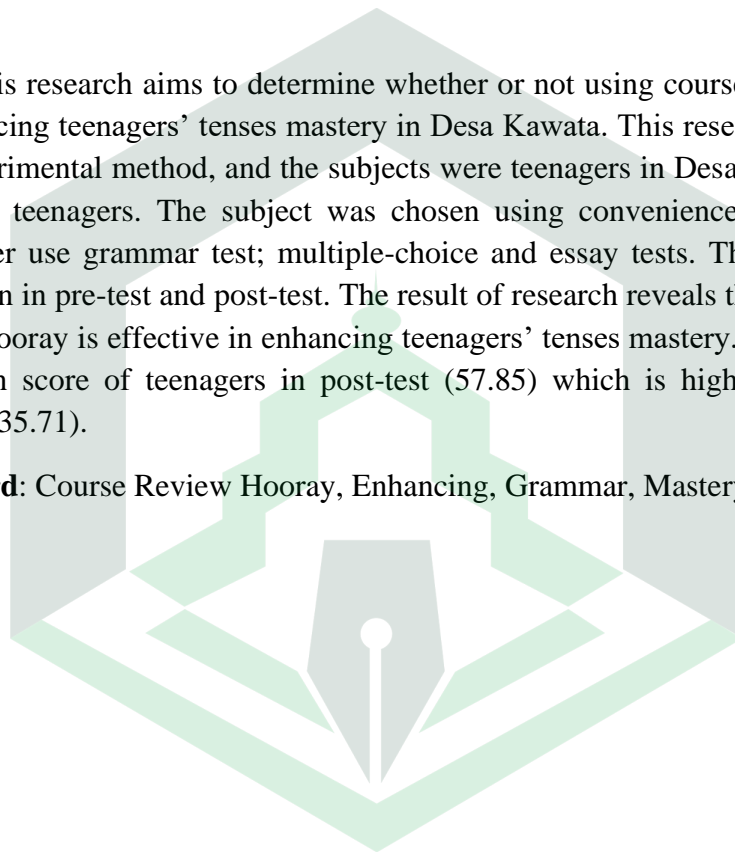 is research aims to determine whether or not using course
cing teenagers’ tenses mastery in Desa Kawata. This rese
rimental method, and the subjects were teenagers in Desa
teenagers. The subject was chosen using convenience
er use grammar test; multiple-choice and essay tests. Th
n in pre-test and post-test. The result of research reveals t
ooray is effective in enhancing teenagers’ tenses mastery.
n score of teenagers in post-test (57.85) which is high
35.71).
rd: Course Review Hooray, Enhancing, Grammar, Mastery